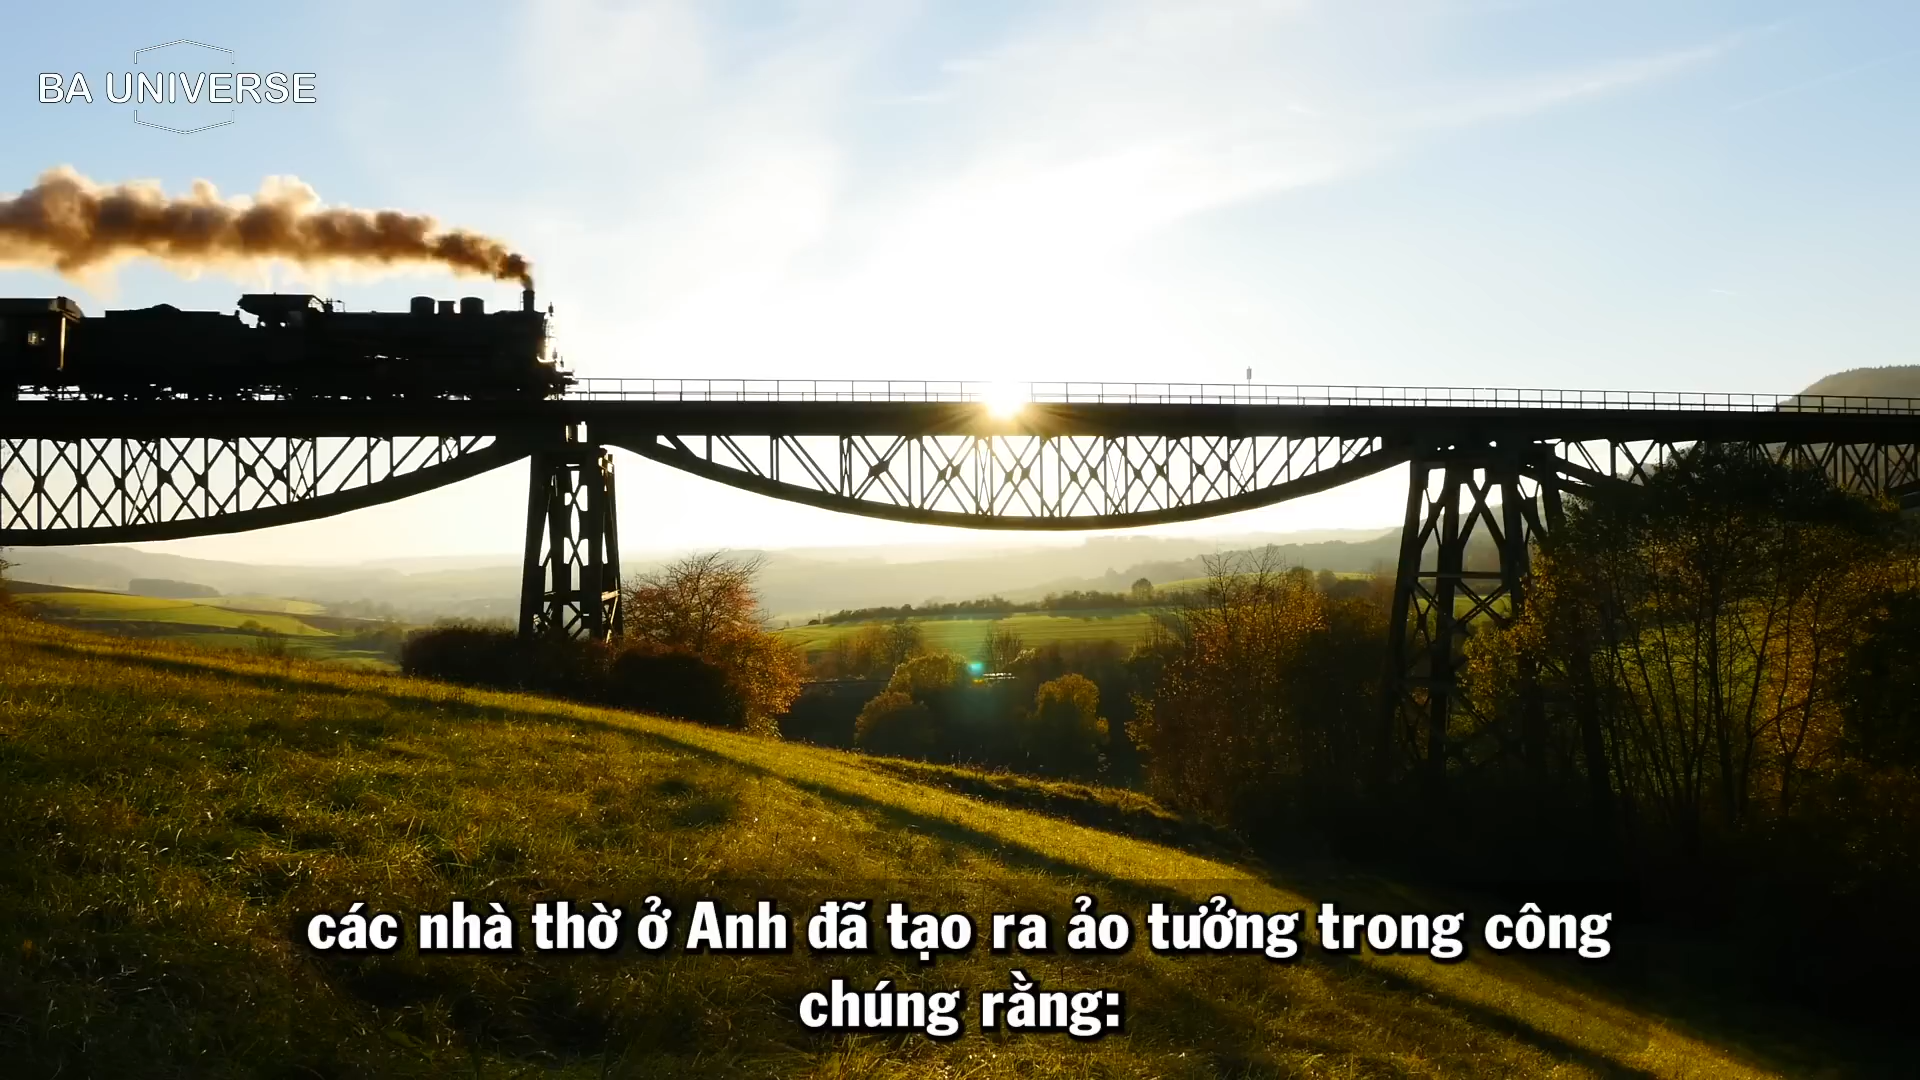 BA UNIVERSE
các nhà thờ ở Anh đã tạo ra ảo tưởng trong công
chúng rằng: